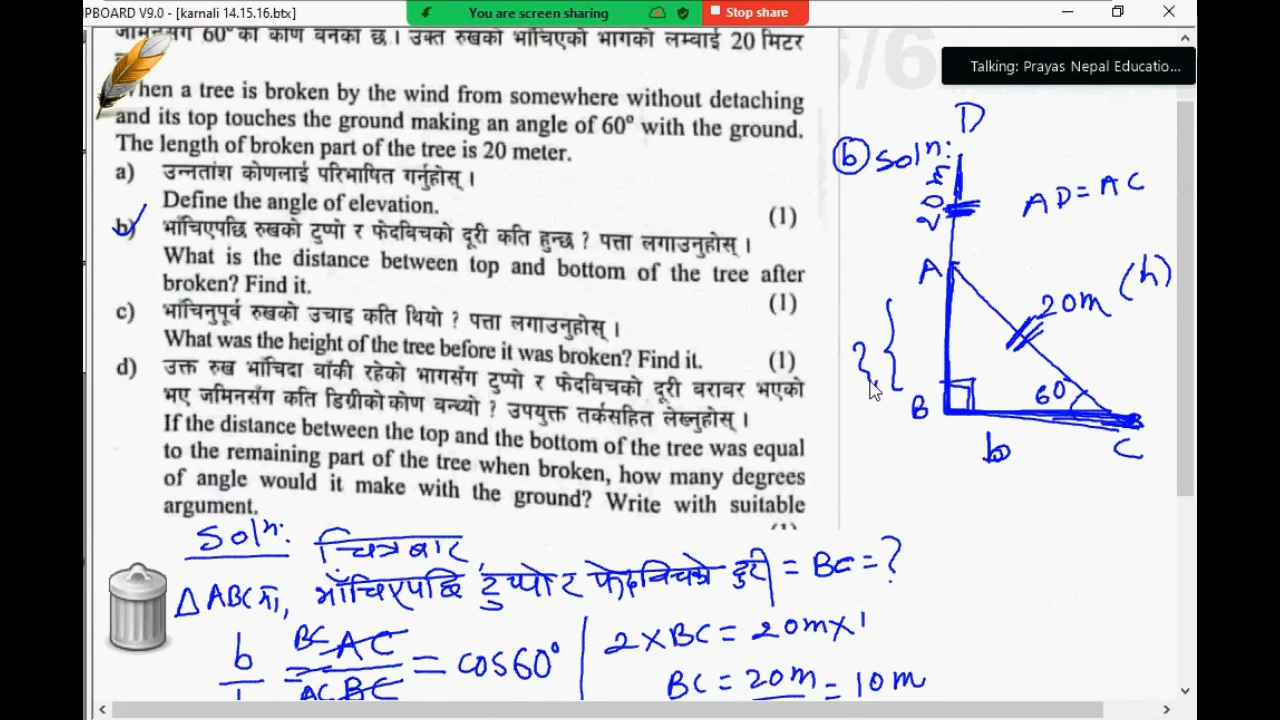 PBOARD V9.0 - [karnali 14.15.16.btx]
You are screen sharing
Stop share
Talking: Prayas Nepal Educatio...
जमिनसँग 60° को कोण बनेको छ । उक्त रुखको भाँचिएको भागको लम्बाई 20 मिटर
hen a tree is broken by the wind from somewhere without detaching
and its top touches the ground making an angle of 60° with the ground.
The length of broken part of the tree is 20 meter.
a) उन्नतांश कोणलाई परिभाषित गर्नुहोस् ।
Define the angle of elevation. (1)
b) भाँचिएपछि रुखको टुप्पो र फेदबिचको दूरी कति हुन्छ ? पत्ता लगाउनुहोस् ।
What is the distance between top and bottom of the tree after
broken? Find it. (1)
c) भाँचिनुपूर्व रुखको उचाइ कति थियो ? पत्ता लगाउनुहोस् ।
What was the height of the tree before it was broken? Find it. (1)
d) उक्त रुख भाँचिदा बाँकी रहेको भागसँग टुप्पो र फेदबिचको दूरी बराबर भएको
भए जमिनसँग कति डिग्रीको कोण बन्थ्यो ? उपयुक्त तर्कसहित लेख्नुहोस् ।
If the distance between the top and the bottom of the tree was equal
to the remaining part of the tree when broken, how many degrees
of angle would it make with the ground? Write with suitable
argument.
(b) Soln:
D
20m
AD = AC
A
20m (h)
?
60°
B
b
C
Soln: चित्रबाट,
Δ ABC मा, भाँचिएपछि टुप्पो र फेदबिचको दुरी = BC = ?
b = BC AC = cos60°
AC BC
2 × BC = 20m × 1
BC = 20m = 10m